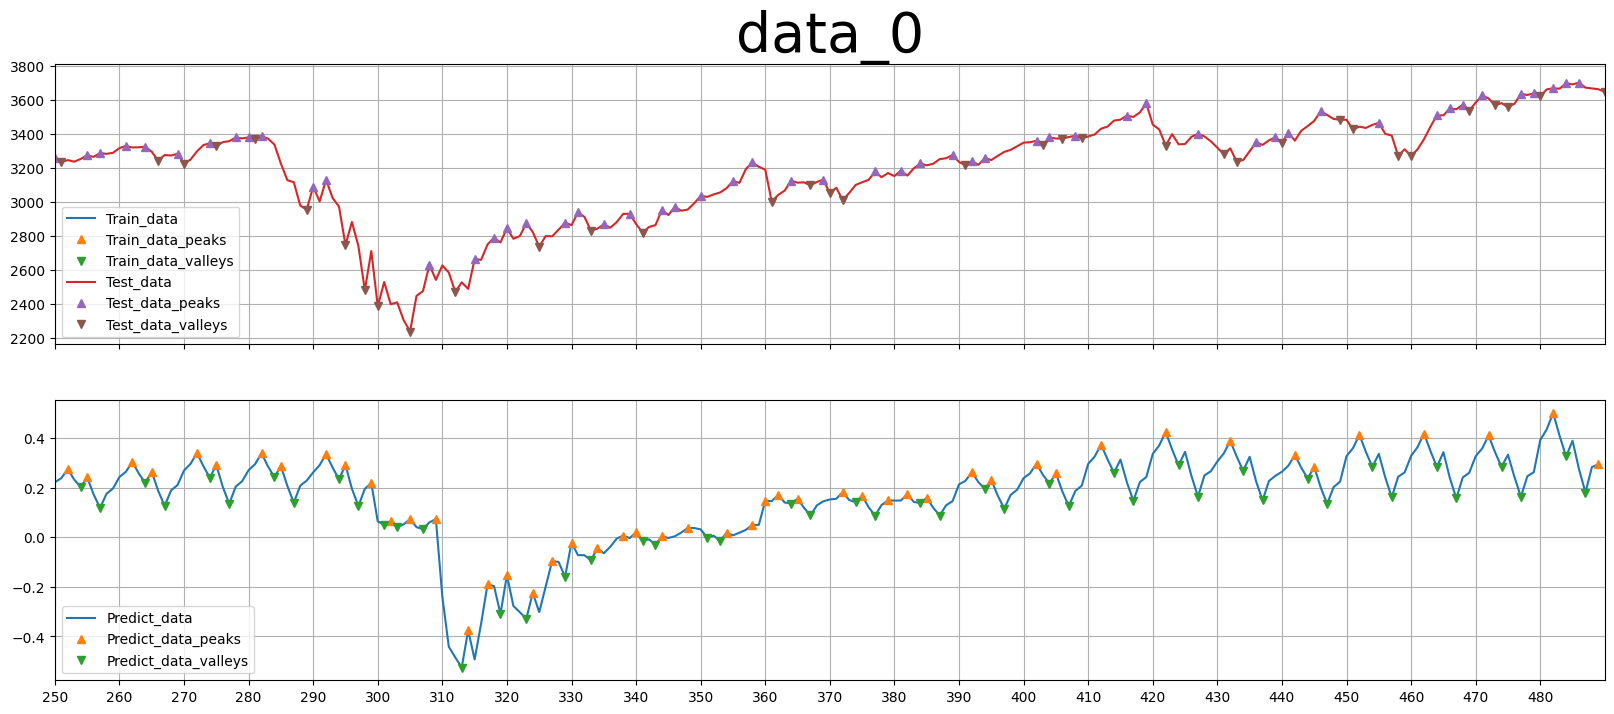 data_0
3800
3600
3400
3200
3000
2800
2600
2400
2200
Train_data
Train_data_peaks
Train_data_valleys
Test_data
Test_data_peaks
Test_data_valleys
0.4
0.2
0.0
−0.2
−0.4
Predict_data
Predict_data_peaks
Predict_data_valleys
250 260 270 280 290 300 310 320 330 340 350 360 370 380 390 400 410 420 430 440 450 460 470 480